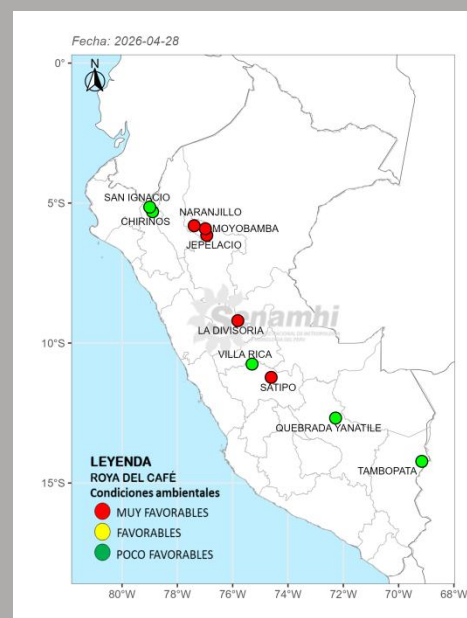 Fecha: 2026-04-28
N
0°
SAN IGNACIO
CHIRINOS
NARANJILLO
MOYOBAMBA
JEPELACIO
5°S
Senamhi
LA DIVISORIA
VILLA RICA
10°S
SATIPO
QUEBRADA YANATILE
TAMBOPATA
LEYENDA
ROYA DEL CAFÉ
Condiciones ambientales
MUY FAVORABLES
FAVORABLES
POCO FAVORABLES
15°S
80°W 78°W 76°W 74°W 72°W 70°W 68°W